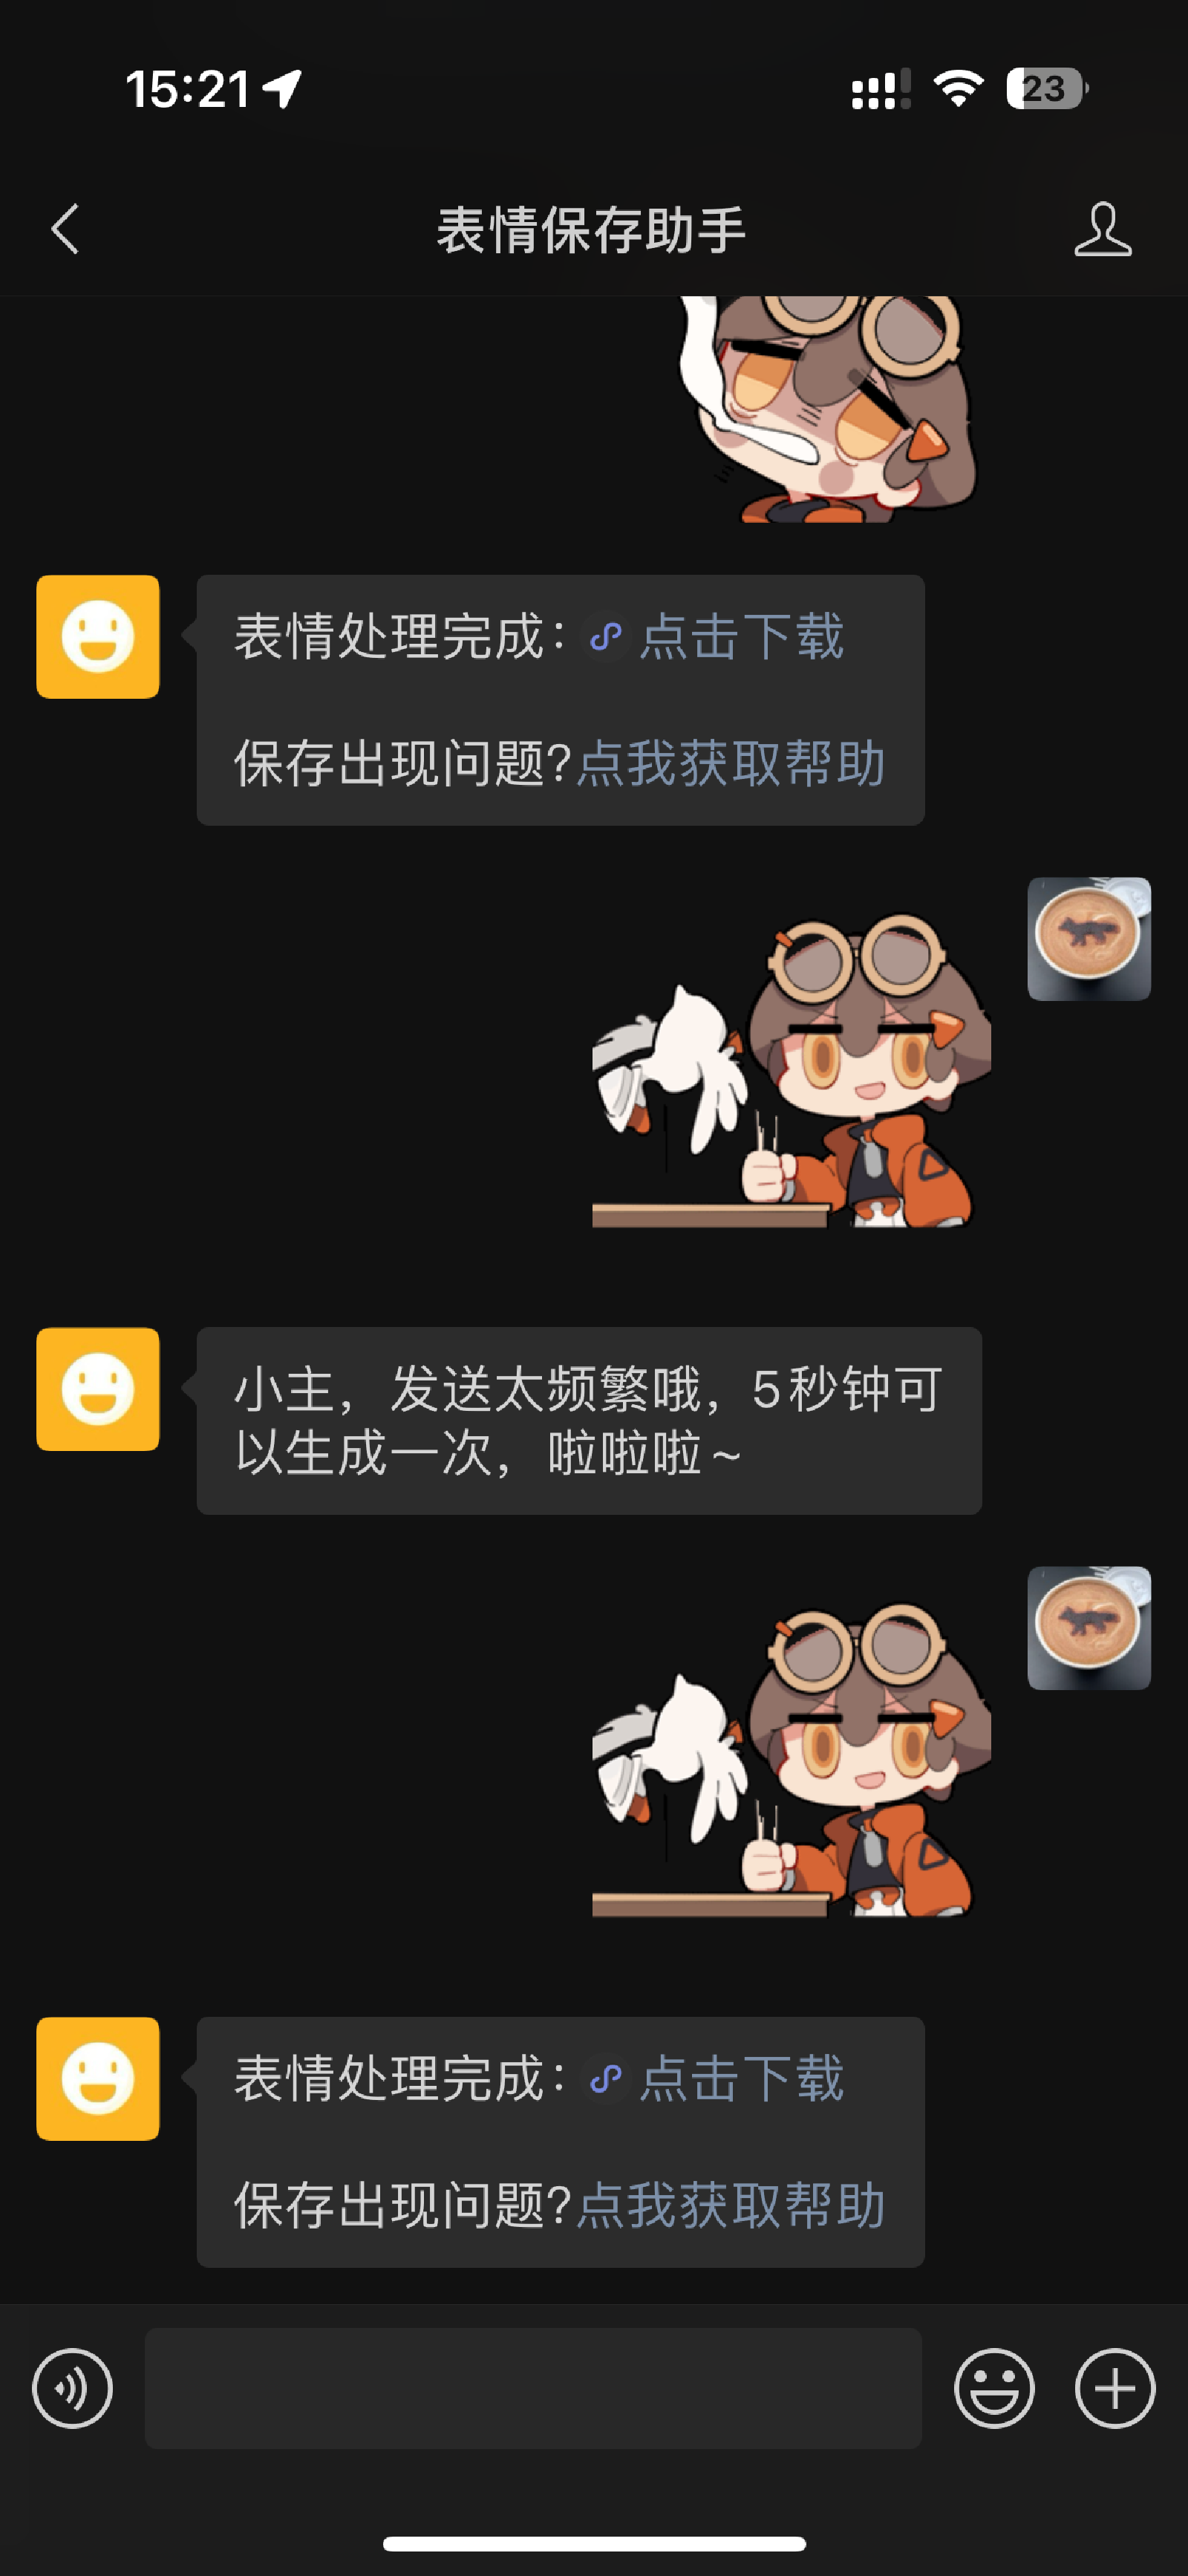 15:21
23
表情保存助手
表情处理完成：点击下载
保存出现问题?点我获取帮助
小主，发送太频繁哦，5秒钟可
以生成一次，啦啦啦~
表情处理完成：点击下载
保存出现问题?点我获取帮助